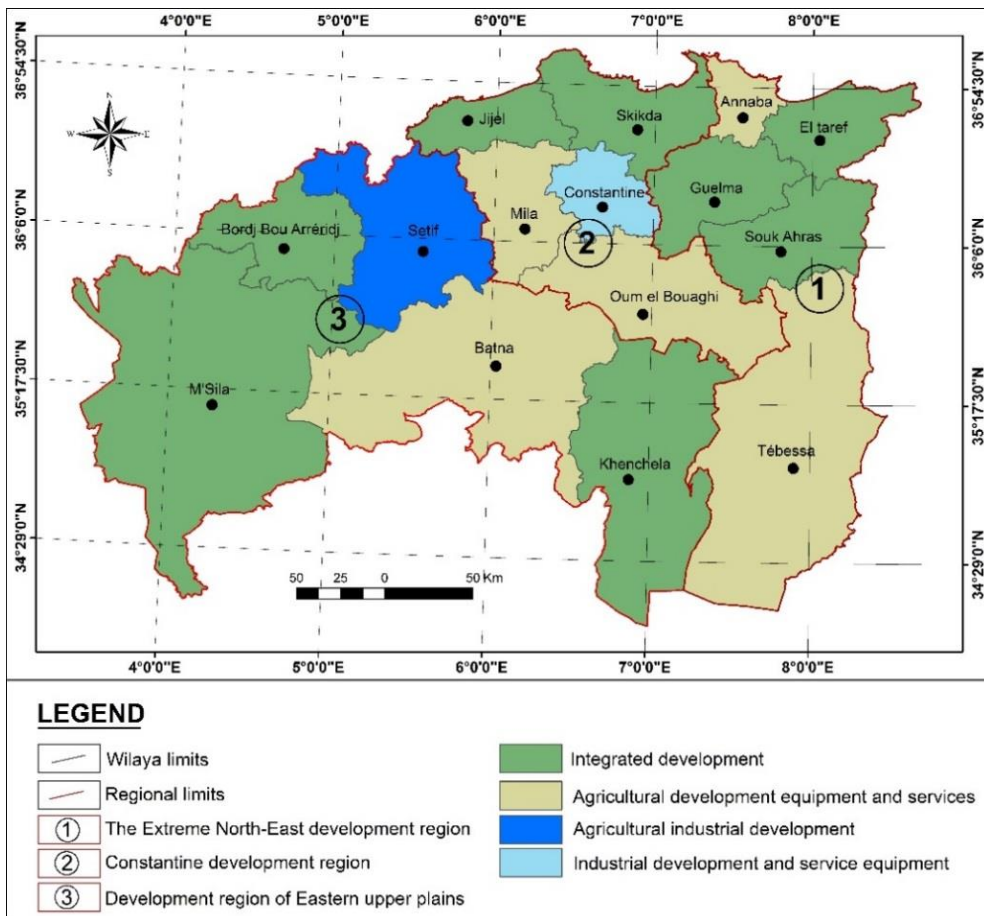 4°0'0"E 5°0'0"E 6°0'0"E 7°0'0"E 8°0'0"E
36°54'30"N
36°6'0"N
35°17'30"N
34°29'0"N
36°54'30"N
36°6'0"N
35°17'30"N
34°29'0"N
N
W E
S
Annaba
Jijel
Skikda
El taref
Constantine
Guelma
Mila
Bordj Bou Arréridj
Setif
2
Souk Ahras
1
Oum el Bouaghi
3
Batna
M'Sila
Khenchela
Tébessa
50 25 0 50 Km
4°0'0"E 5°0'0"E 6°0'0"E 7°0'0"E 8°0'0"E
LEGEND
Wilaya limits
Regional limits
1 The Extreme North-East development region
2 Constantine development region
3 Development region of Eastern upper plains
Integrated development
Agricultural development equipment and services
Agricultural industrial development
Industrial development and service equipment